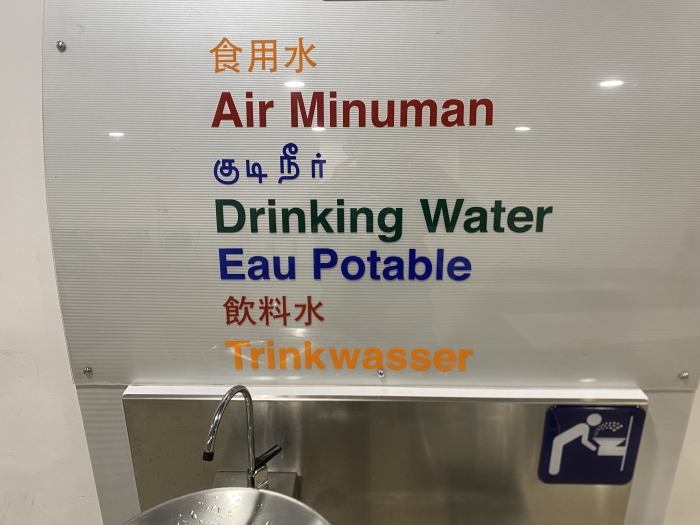 食用水
Air Minuman
குடிநீர்
Drinking Water
Eau Potable
飲料水
Trinkwasser